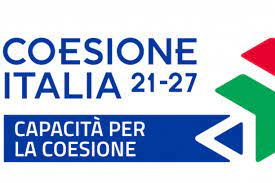 COESIONE
ITALIA 21-27
CAPACITÀ PER
LA COESIONE